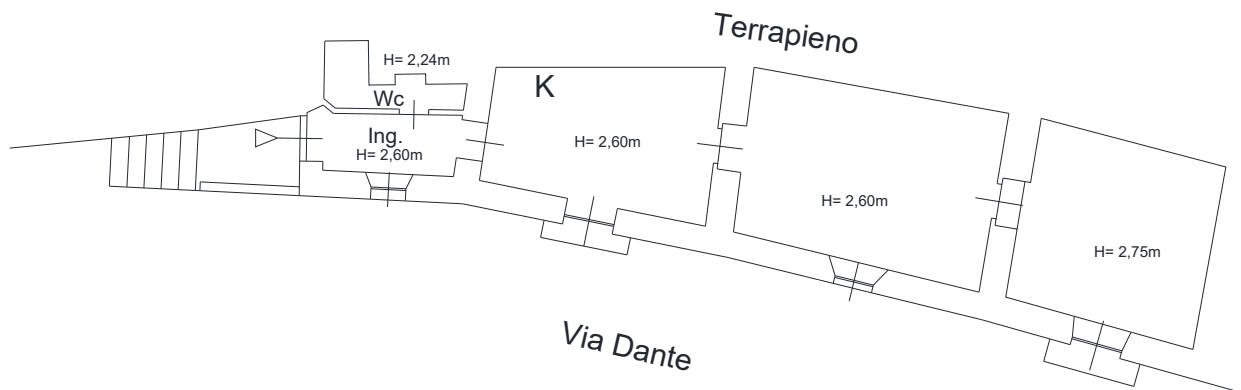 Terrapieno
H= 2,24m
K
Wc
Ing.
H= 2,60m
H= 2,60m
H= 2,60m
H= 2,75m
Via Dante